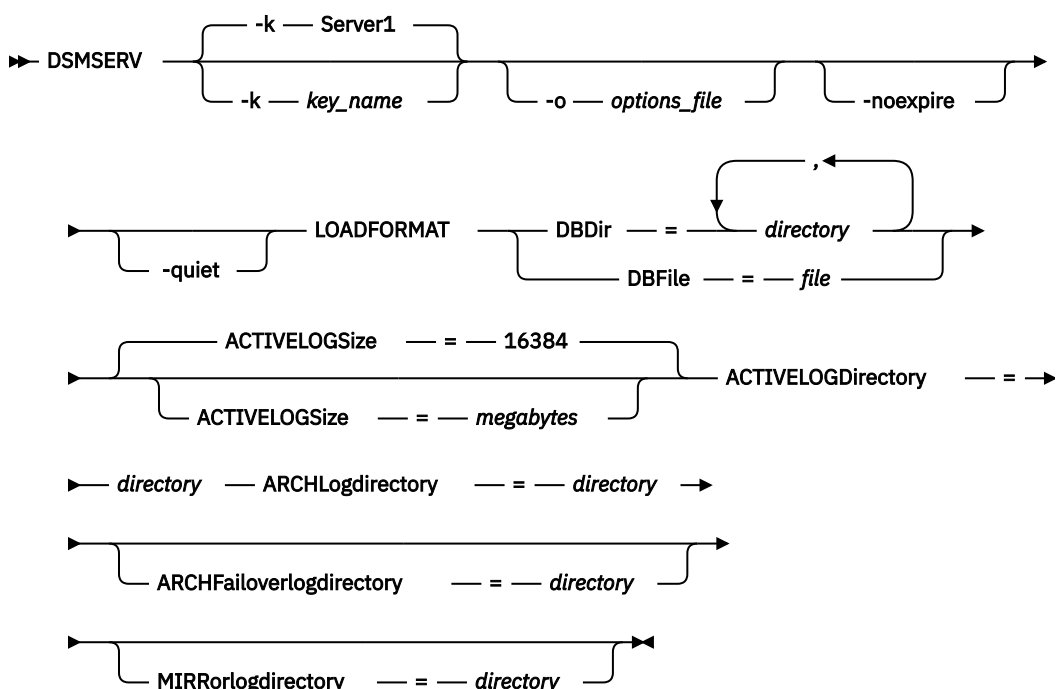 -k — Server1
DSMSERV
-k — key_name
-o — options_file
-noexpire
,
LOADFORMAT
DBDir — = — directory
-quiet
DBFile — = — file
ACTIVELOGSize — = — 16384
ACTIVELOGDirectory — =
ACTIVELOGSize — = — megabytes
directory — ARCHLogdirectory — = — directory
ARCHFailoverlogdirectory — = — directory
MIRRorlogdirectory — = — directory